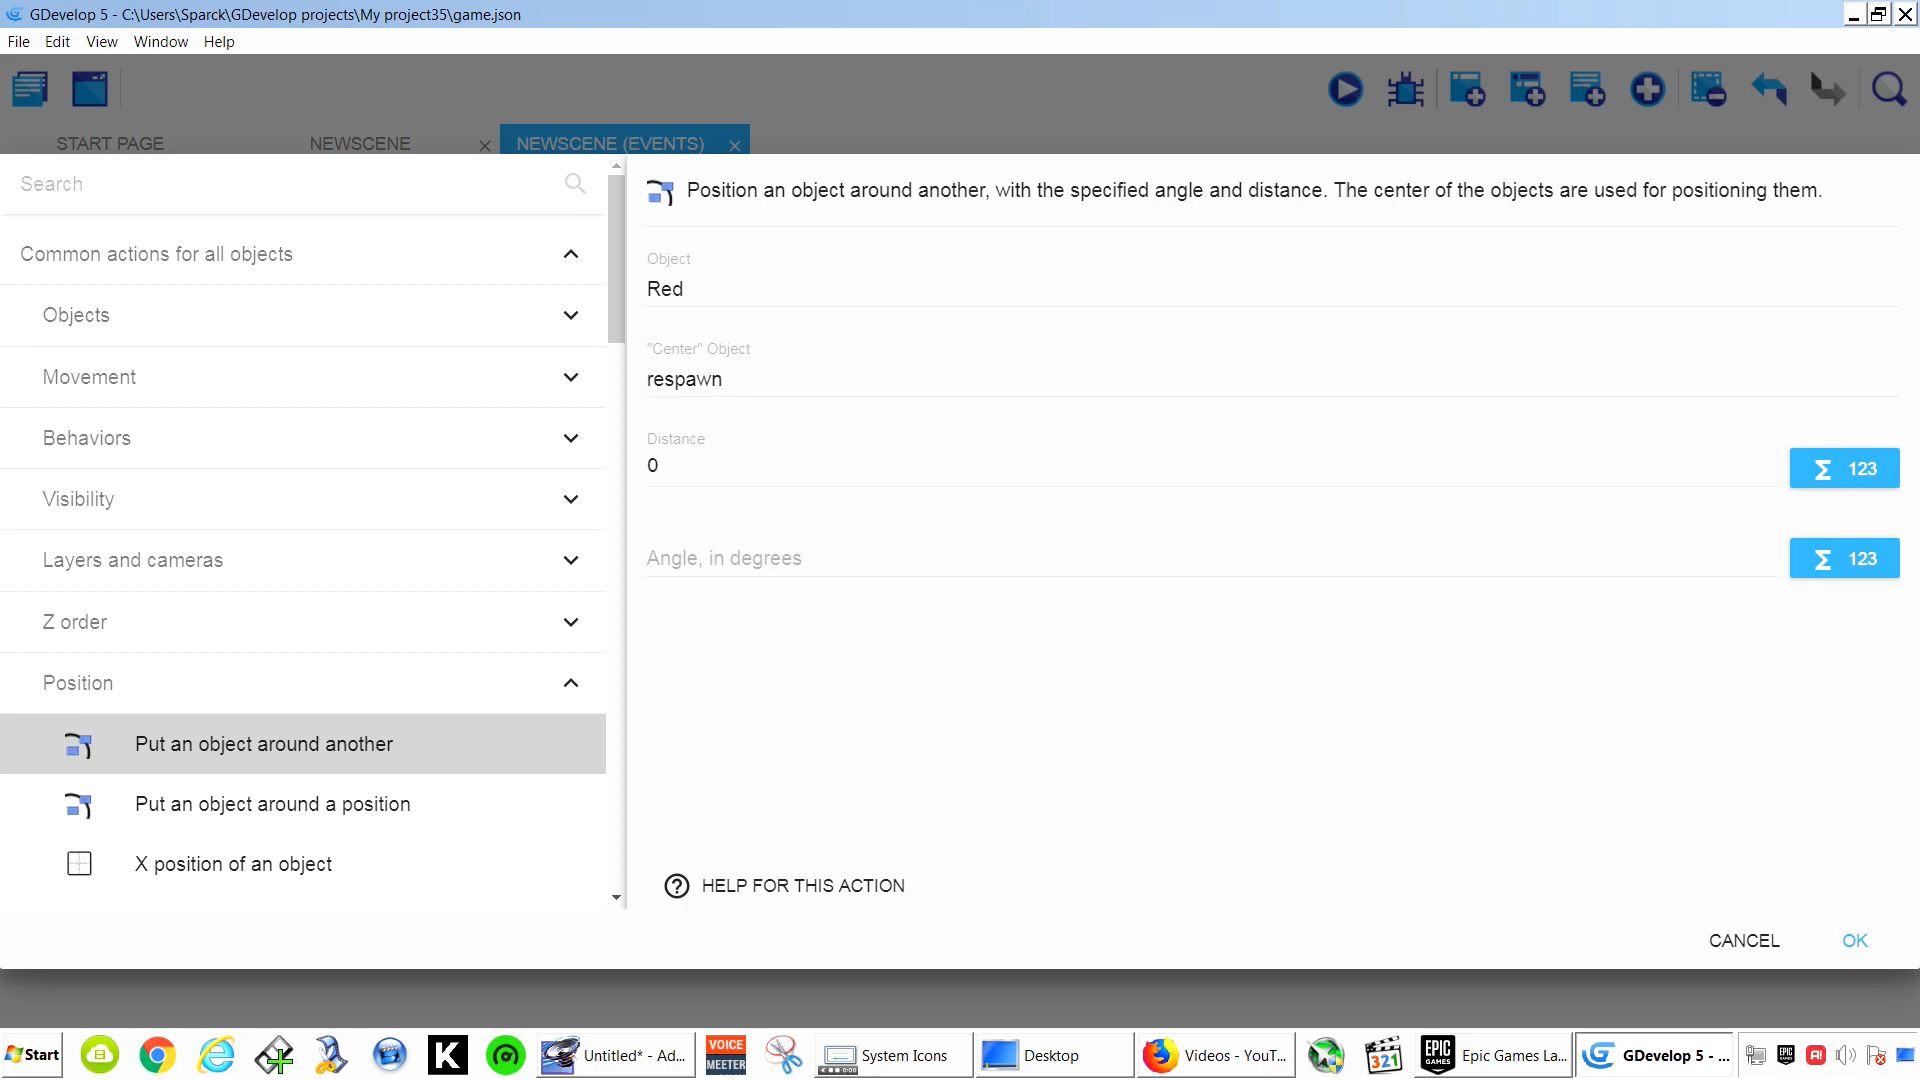 GDevelop 5 - C:\Users\Sparck\GDevelop projects\My project35\game.json
File Edit View Window Help
START PAGE NEWSCENE NEWSCENE (EVENTS)
Search
Common actions for all objects
Objects
Movement
Behaviors
Visibility
Layers and cameras
Z order
Position
Put an object around another
Put an object around a position
X position of an object
Position an object around another, with the specified angle and distance. The center of the objects are used for positioning them.
Object
Red
"Center" Object
respawn
Distance
0
Σ 123
Angle, in degrees
Σ 123
HELP FOR THIS ACTION
CANCEL OK
Start K Untitled* - Ad... VOICE MEETER System Icons Desktop Videos - YouT... 321 EPIC GAMES Epic Games La... GDevelop 5 - ...